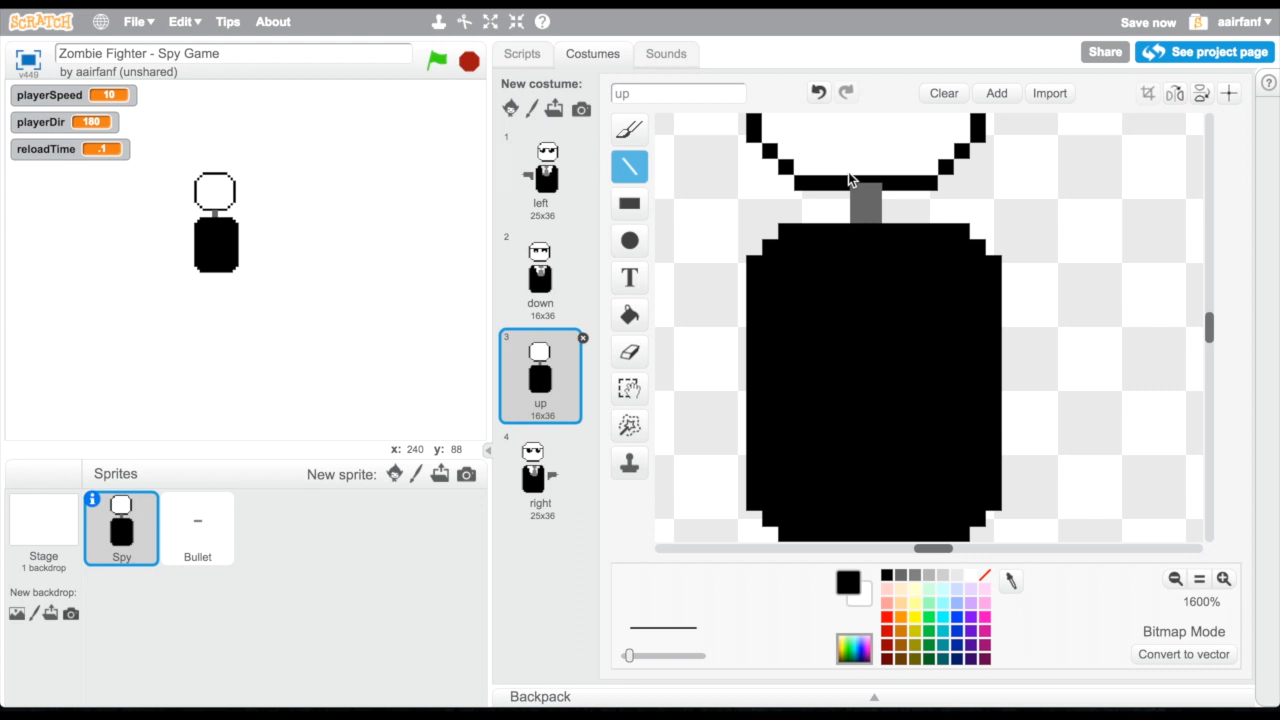 SCRATCH File▼ Edit▼ Tips About Save now aairfanf▼
v449 Zombie Fighter - Spy Game
by aairfanf (unshared)
Scripts Costumes Sounds Share See project page
playerSpeed 10
playerDir 180
reloadTime .1
x: 240 y: 88
Sprites New sprite:
Stage
1 backdrop
New backdrop:
Spy
Bullet
New costume:
1
left
25x36
2
down
16x36
3
up
16x36
4
right
25x36
up Clear Add Import
T
1600%
Bitmap Mode
Convert to vector
Backpack